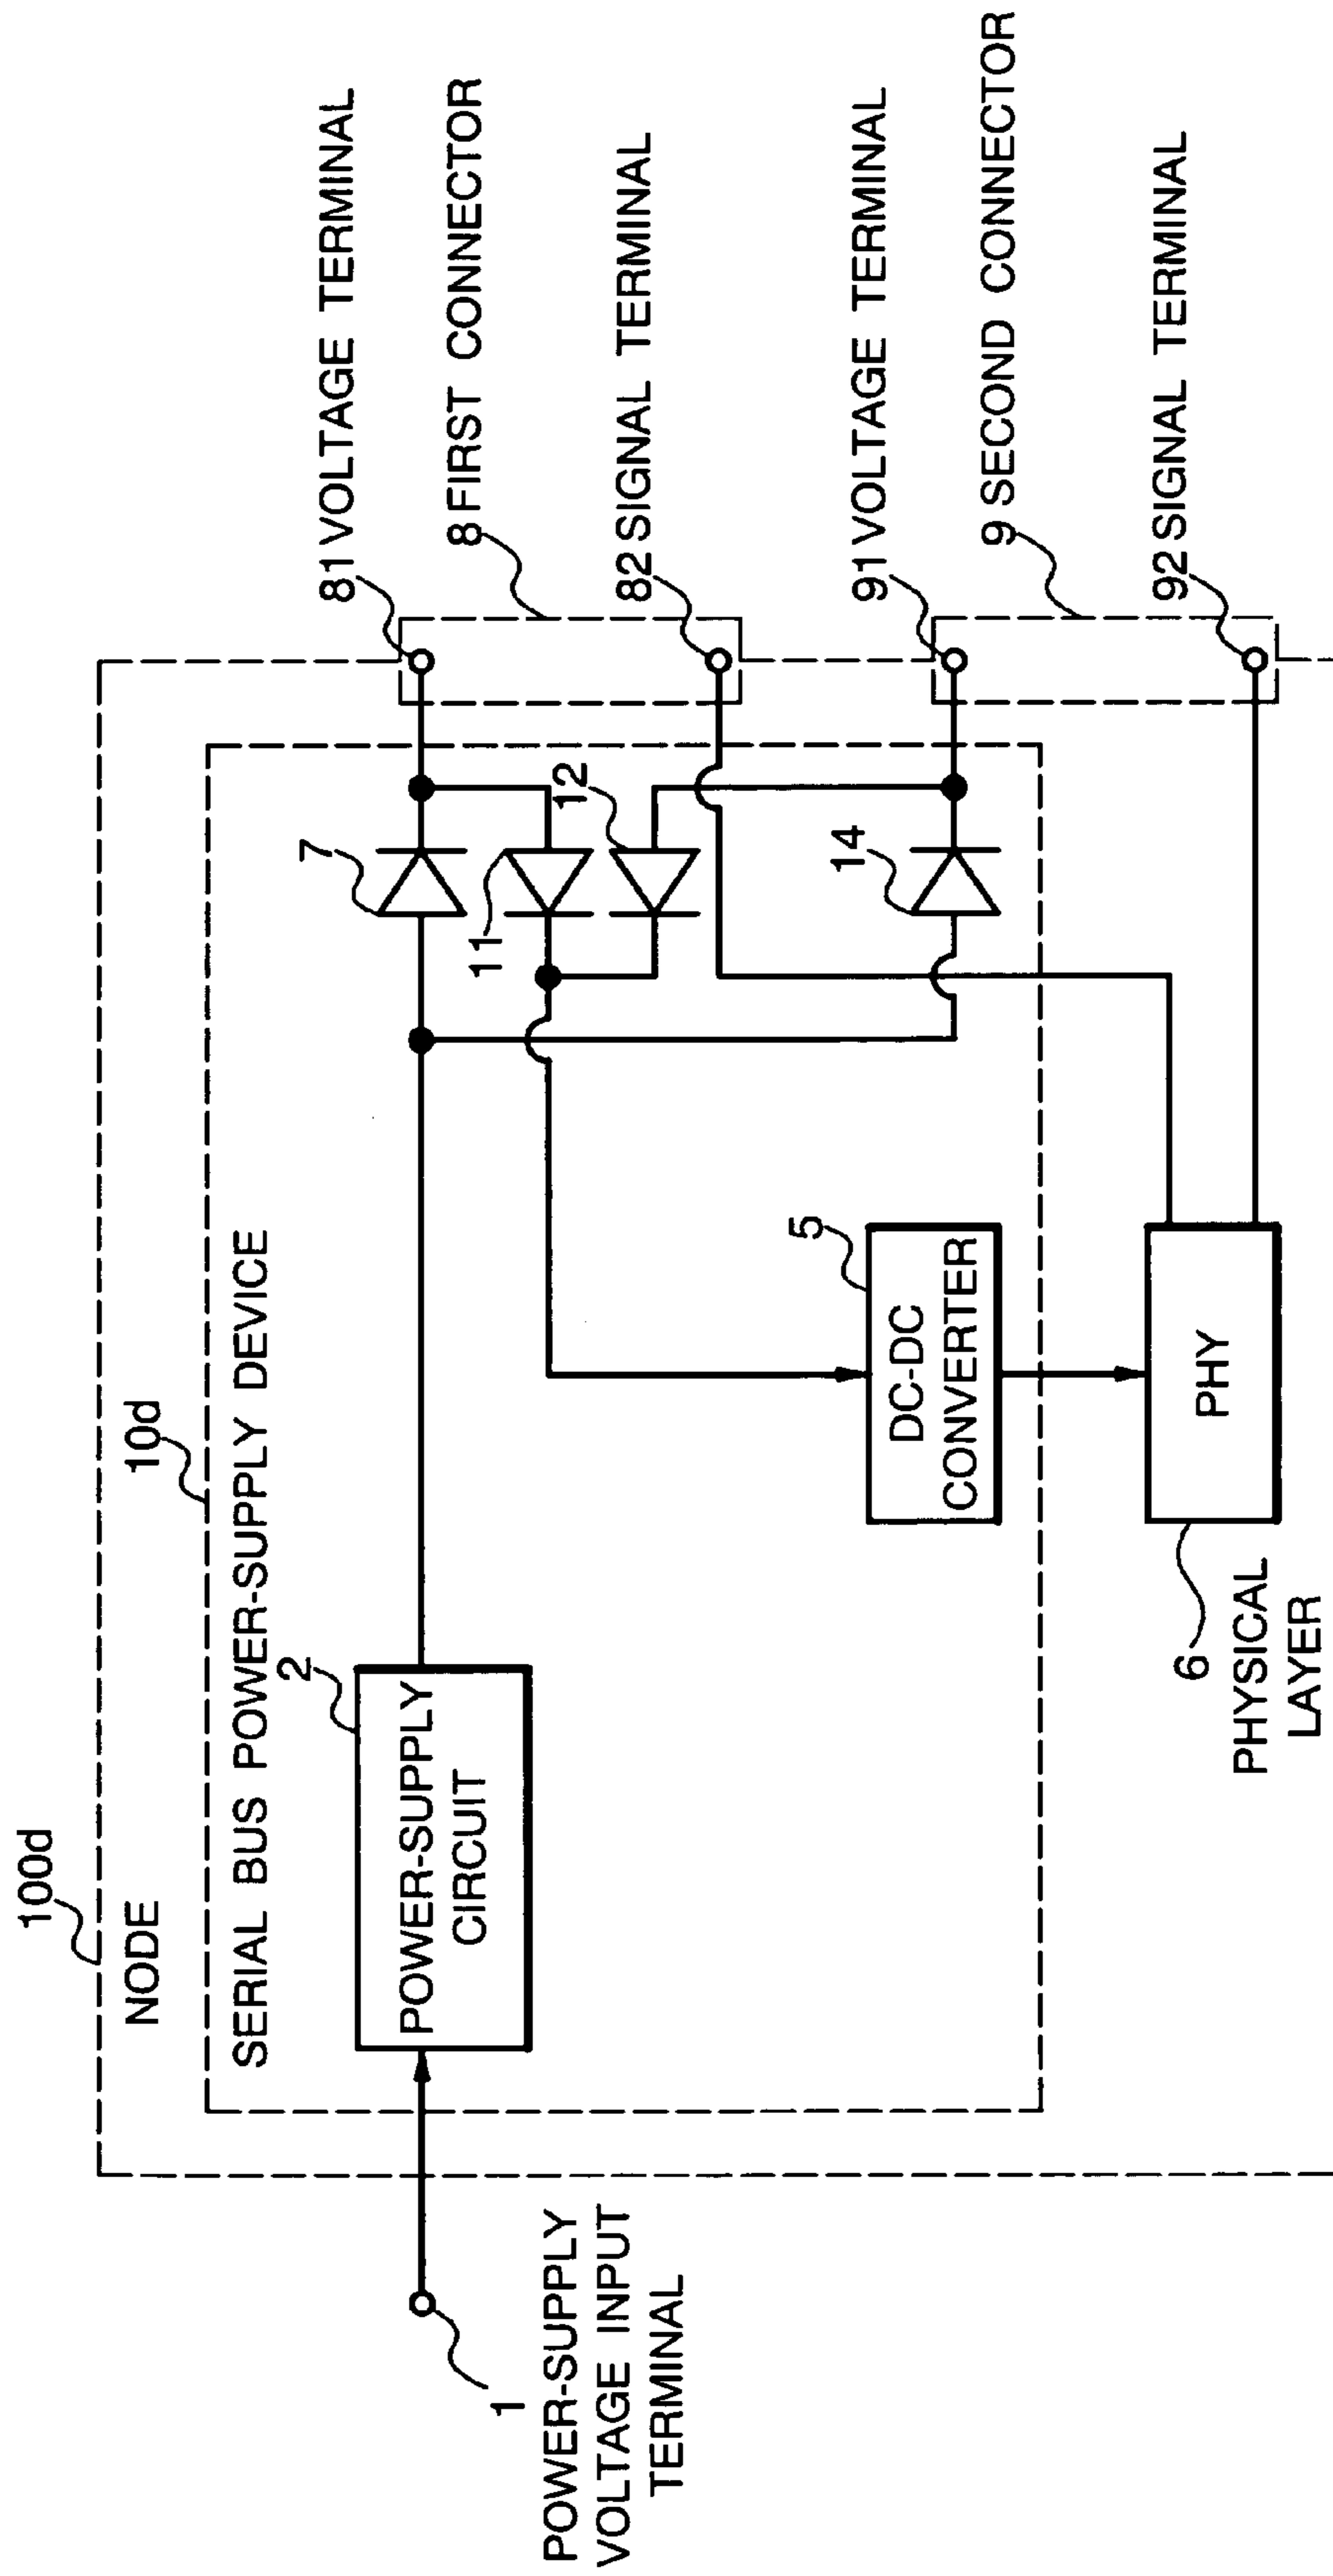 100d
NODE
10d
SERIAL BUS POWER-SUPPLY DEVICE
1
POWER-SUPPLY
VOLTAGE INPUT
TERMINAL
2
POWER-SUPPLY
CIRCUIT
7
11
12
14
5
DC-DC
CONVERTER
PHY
6
PHYSICAL
LAYER
81 VOLTAGE TERMINAL
8 FIRST CONNECTOR
82 SIGNAL TERMINAL
91 VOLTAGE TERMINAL
9 SECOND CONNECTOR
92 SIGNAL TERMINAL